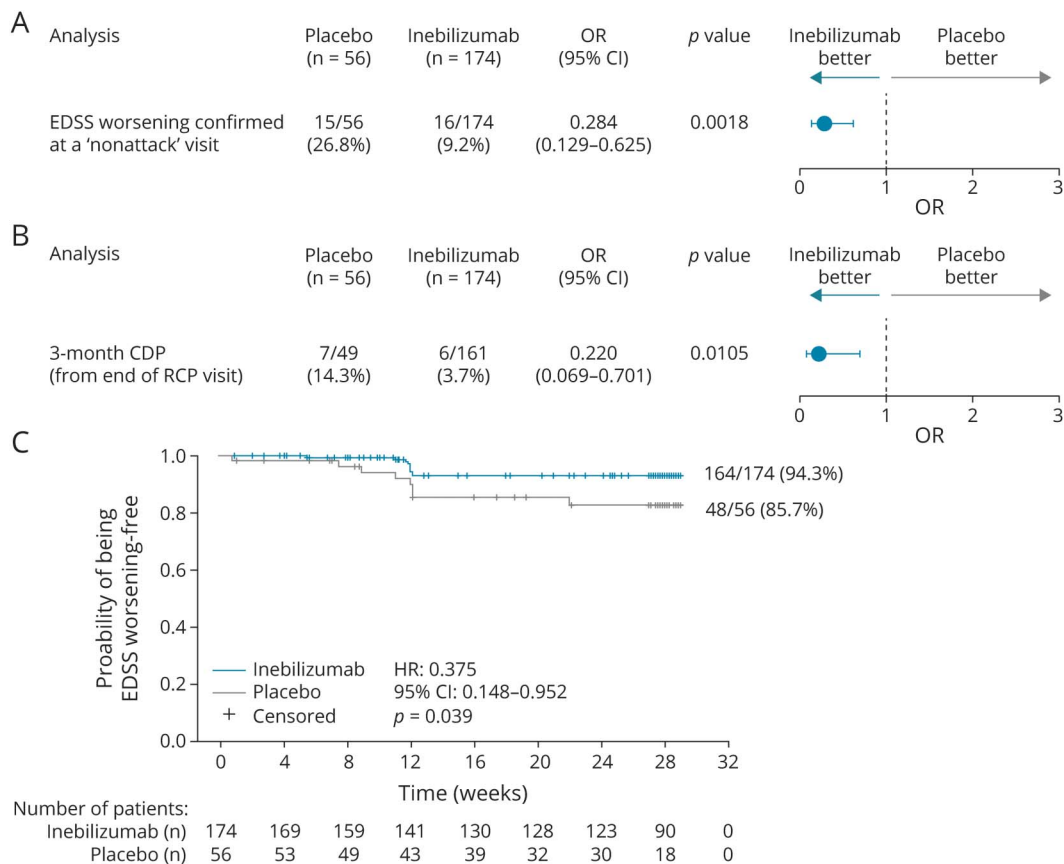 A
Analysis Placebo Inebilizumab OR p value Inebilizumab Placebo
(n = 56) (n = 174) (95% CI) better better
EDSS worsening confirmed 15/56 16/174 0.284 0.0018
at a ‘nonattack’ visit (26.8%) (9.2%) (0.129–0.625)
0 1 2 3
OR
B
Analysis Placebo Inebilizumab OR p value Inebilizumab Placebo
(n = 56) (n = 174) (95% CI) better better
3-month CDP 7/49 6/161 0.220 0.0105
(from end of RCP visit) (14.3%) (3.7%) (0.069–0.701)
0 1 2 3
OR
C
Proability of being
EDSS worsening-free
1.0
0.8
0.6
0.4
0.2
0.0
164/174 (94.3%)
48/56 (85.7%)
Inebilizumab HR: 0.375
Placebo 95% CI: 0.148–0.952
+ Censored p = 0.039
0 4 8 12 16 20 24 28 32
Time (weeks)
Number of patients:
Inebilizumab (n) 174 169 159 141 130 128 123 90 0
Placebo (n) 56 53 49 43 39 32 30 18 0